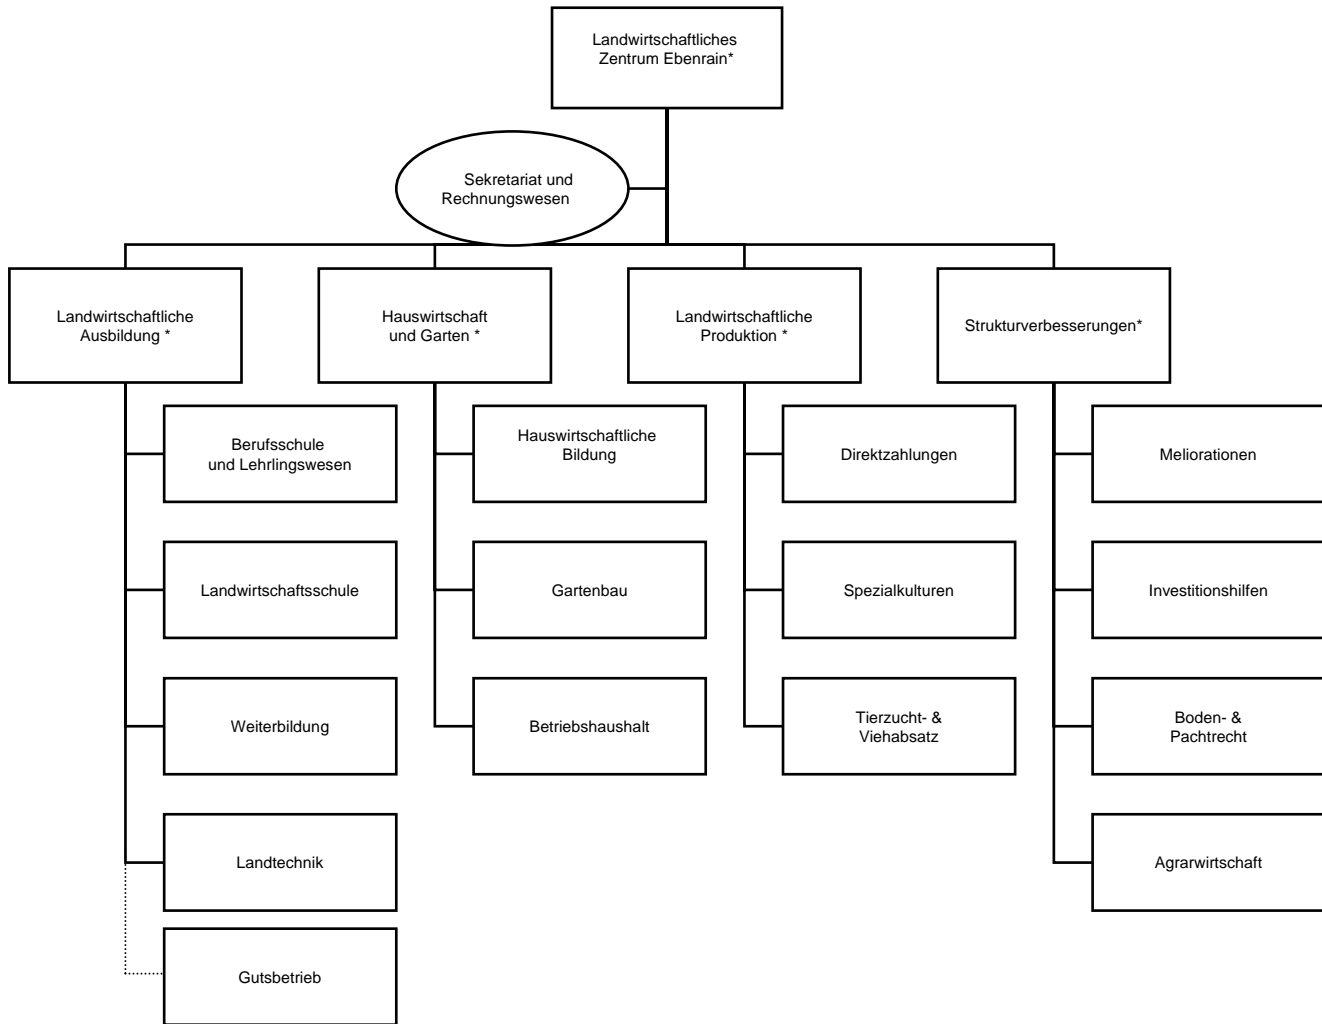 Landwirtschaftliches
Zentrum Ebenrain*
Sekretariat und
Rechnungswesen
Landwirtschaftliche
Ausbildung *
Hauswirtschaft
und Garten *
Landwirtschaftliche
Produktion *
Strukturverbesserungen*
Berufsschule
und Lehrlingswesen
Hauswirtschaftliche
Bildung
Direktzahlungen
Meliorationen
Landwirtschaftsschule
Gartenbau
Spezialkulturen
Investitionshilfen
Weiterbildung
Betriebshaushalt
Tierzucht- &
Viehabsatz
Boden- &
Pachtrecht
Landtechnik
Agrarwirtschaft
Gutsbetrieb